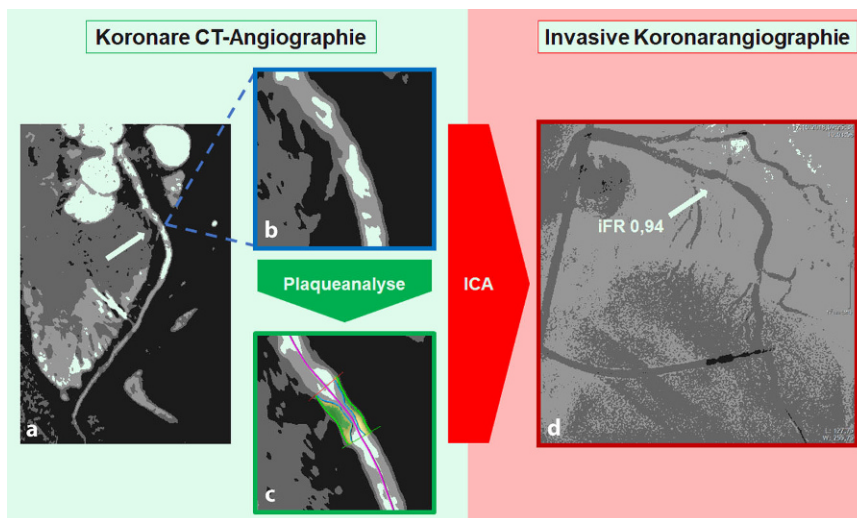 Koronare CT-Angiographie
Invasive Koronarangiographie
b
iFR 0,94
Plaqueanalyse
ICA
a
c
d